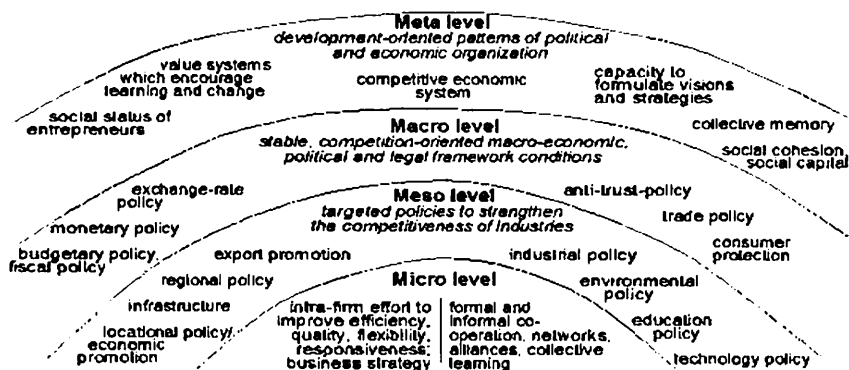 Meta level
development-oriented patterns of political
and economic organization
value systems
which encourage
learning and change
competitive economic
system
capacity to
formulate visions
and strategies
social status of
entrepreneurs
collective memory
Macro level
stable, competition-oriented macro-economic,
political and legal framework conditions
social cohesion,
social capital
exchange-rate
policy
anti-trust-policy
monetary policy
trade policy
Meso level
targeted policies to strengthen
the competitiveness of industries
budgetary policy,
fiscal policy
consumer
protection
export promotion
industrial policy
regional policy
environmental
policy
infrastructure
education
policy
locational policy/
economic
promotion
technology policy
Micro level
intra-firm effort to
improve efficiency,
quality, flexibility,
responsiveness;
business strategy
formal and
informal co-
operation, networks,
alliances, collective
learning